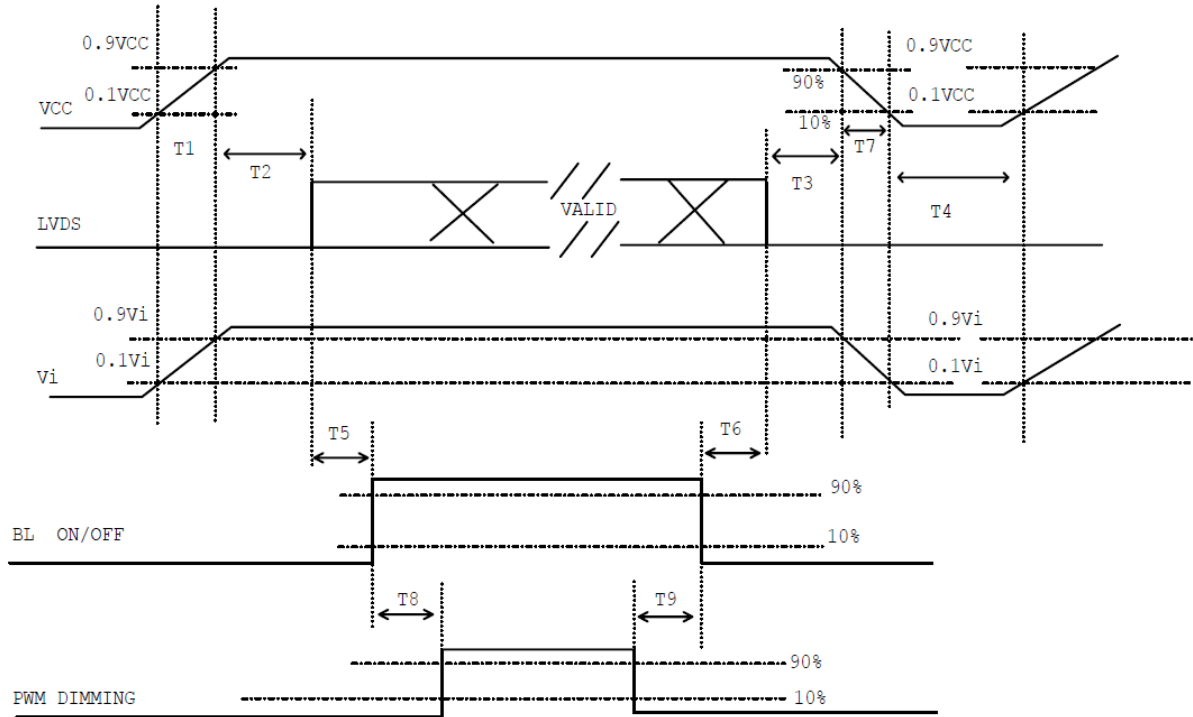 0.9VCC
0.9VCC
90%
0.1VCC
0.1VCC
VCC
10%
T1
T7
T2
T3
VALID
T4
LVDS
0.9Vi
0.9Vi
0.1Vi
0.1Vi
Vi
T5
T6
90%
BL ON/OFF
10%
T8
T9
90%
PWM DIMMING
10%